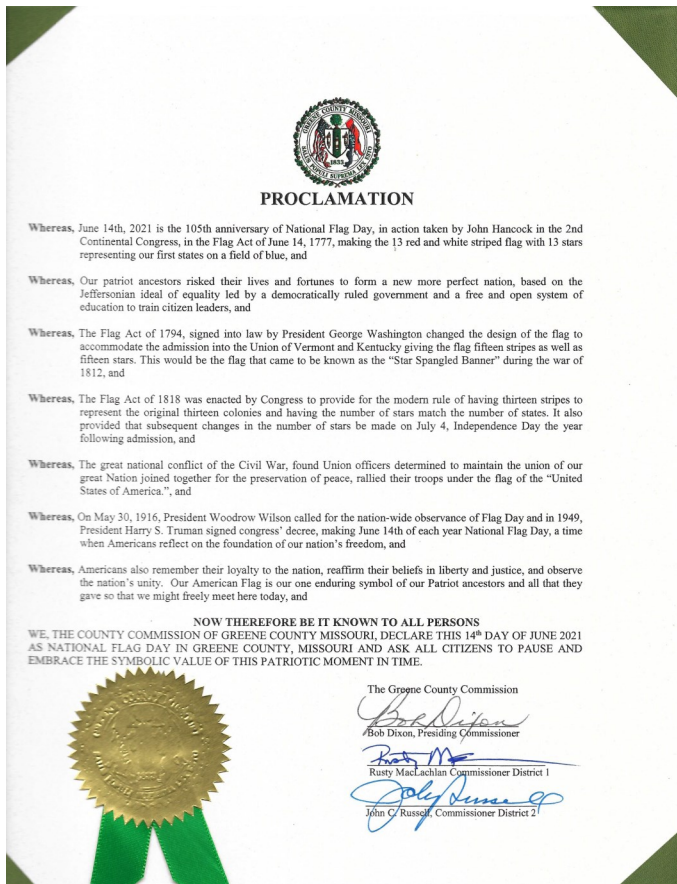 GREENE COUNTY MISSOURI
1833
SALUS POPULI SUPREMA LEX ESTO
PROCLAMATION
Whereas, June 14th, 2021 is the 105th anniversary of National Flag Day, in action taken by John Hancock in the 2nd
Continental Congress, in the Flag Act of June 14, 1777, making the 13 red and white striped flag with 13 stars
representing our first states on a field of blue, and
Whereas, Our patriot ancestors risked their lives and fortunes to form a new more perfect nation, based on the
Jeffersonian ideal of equality led by a democratically ruled government and a free and open system of
education to train citizen leaders, and
Whereas, The Flag Act of 1794, signed into law by President George Washington changed the design of the flag to
accommodate the admission into the Union of Vermont and Kentucky giving the flag fifteen stripes as well as
fifteen stars. This would be the flag that came to be known as the “Star Spangled Banner” during the war of
1812, and
Whereas, The Flag Act of 1818 was enacted by Congress to provide for the modern rule of having thirteen stripes to
represent the original thirteen colonies and having the number of stars match the number of states. It also
provided that subsequent changes in the number of stars be made on July 4, Independence Day the year
following admission, and
Whereas, The great national conflict of the Civil War, found Union officers determined to maintain the union of our
great Nation joined together for the preservation of peace, rallied their troops under the flag of the “United
States of America.”, and
Whereas, On May 30, 1916, President Woodrow Wilson called for the nation-wide observance of Flag Day and in 1949,
President Harry S. Truman signed congress’ decree, making June 14th of each year National Flag Day, a time
when Americans reflect on the foundation of our nation’s freedom, and
Whereas, Americans also remember their loyalty to the nation, reaffirm their beliefs in liberty and justice, and observe
the nation’s unity. Our American Flag is our one enduring symbol of our Patriot ancestors and all that they
gave so that we might freely meet here today, and
NOW THEREFORE BE IT KNOWN TO ALL PERSONS
WE, THE COUNTY COMMISSION OF GREENE COUNTY MISSOURI, DECLARE THIS 14th DAY OF JUNE 2021
AS NATIONAL FLAG DAY IN GREENE COUNTY, MISSOURI AND ASK ALL CITIZENS TO PAUSE AND
EMBRACE THE SYMBOLIC VALUE OF THIS PATRIOTIC MOMENT IN TIME.
The Greene County Commission
Bob Dixon
Bob Dixon, Presiding Commissioner
Rusty MacLachlan Commissioner District 1
John C. Russell, Commissioner District 2